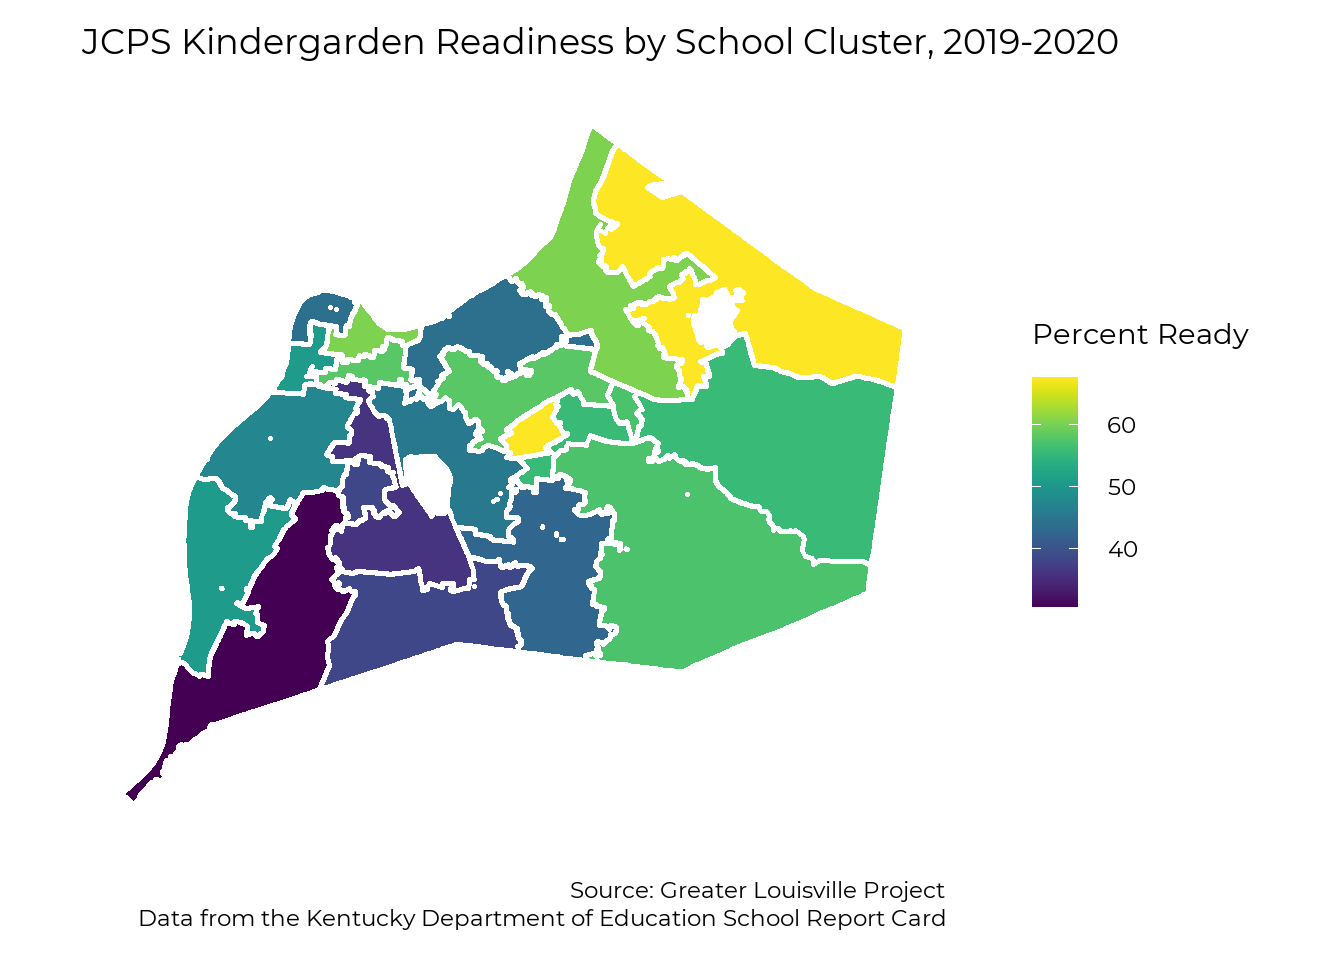 JCPS Kindergarden Readiness by School Cluster, 2019-2020
Percent Ready
60
50
40
Source: Greater Louisville Project
Data from the Kentucky Department of Education School Report Card